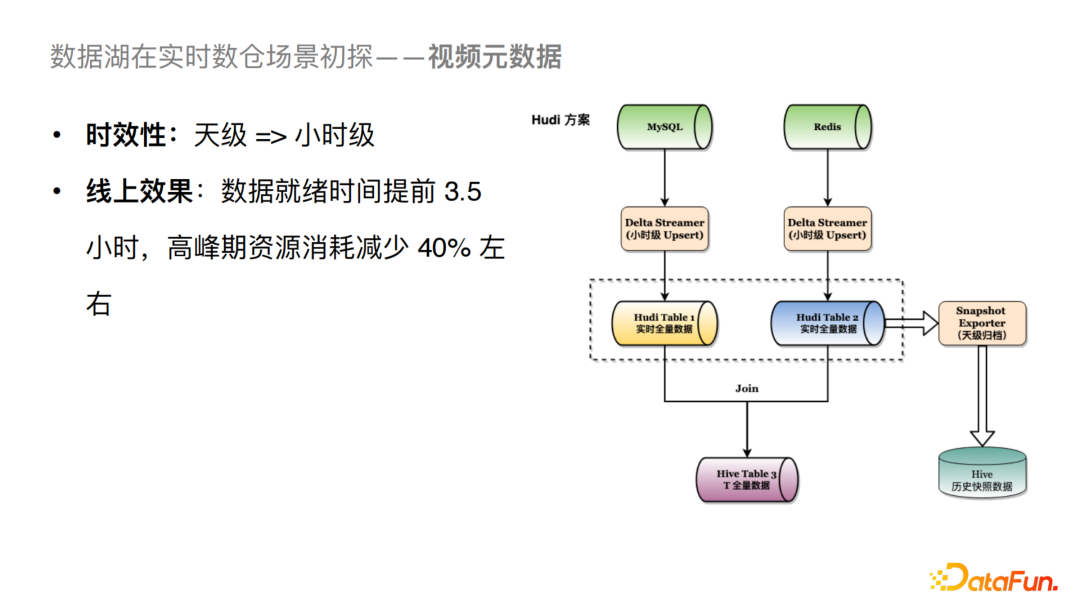 数据湖在实时数仓场景初探——视频元数据
• 时效性：天级 => 小时级
• 线上效果：数据就绪时间提前 3.5
小时，高峰期资源消耗减少 40% 左
右
Hudi 方案
MySQL
Redis
Delta Streamer
(小时级 Upsert)
Delta Streamer
(小时级 Upsert)
Hudi Table 1
实时全量数据
Hudi Table 2
实时全量数据
Snapshot
Exporter
(天级归档)
Join
Hive Table 3
T 全量数据
Hive
历史快照数据
DataFun.